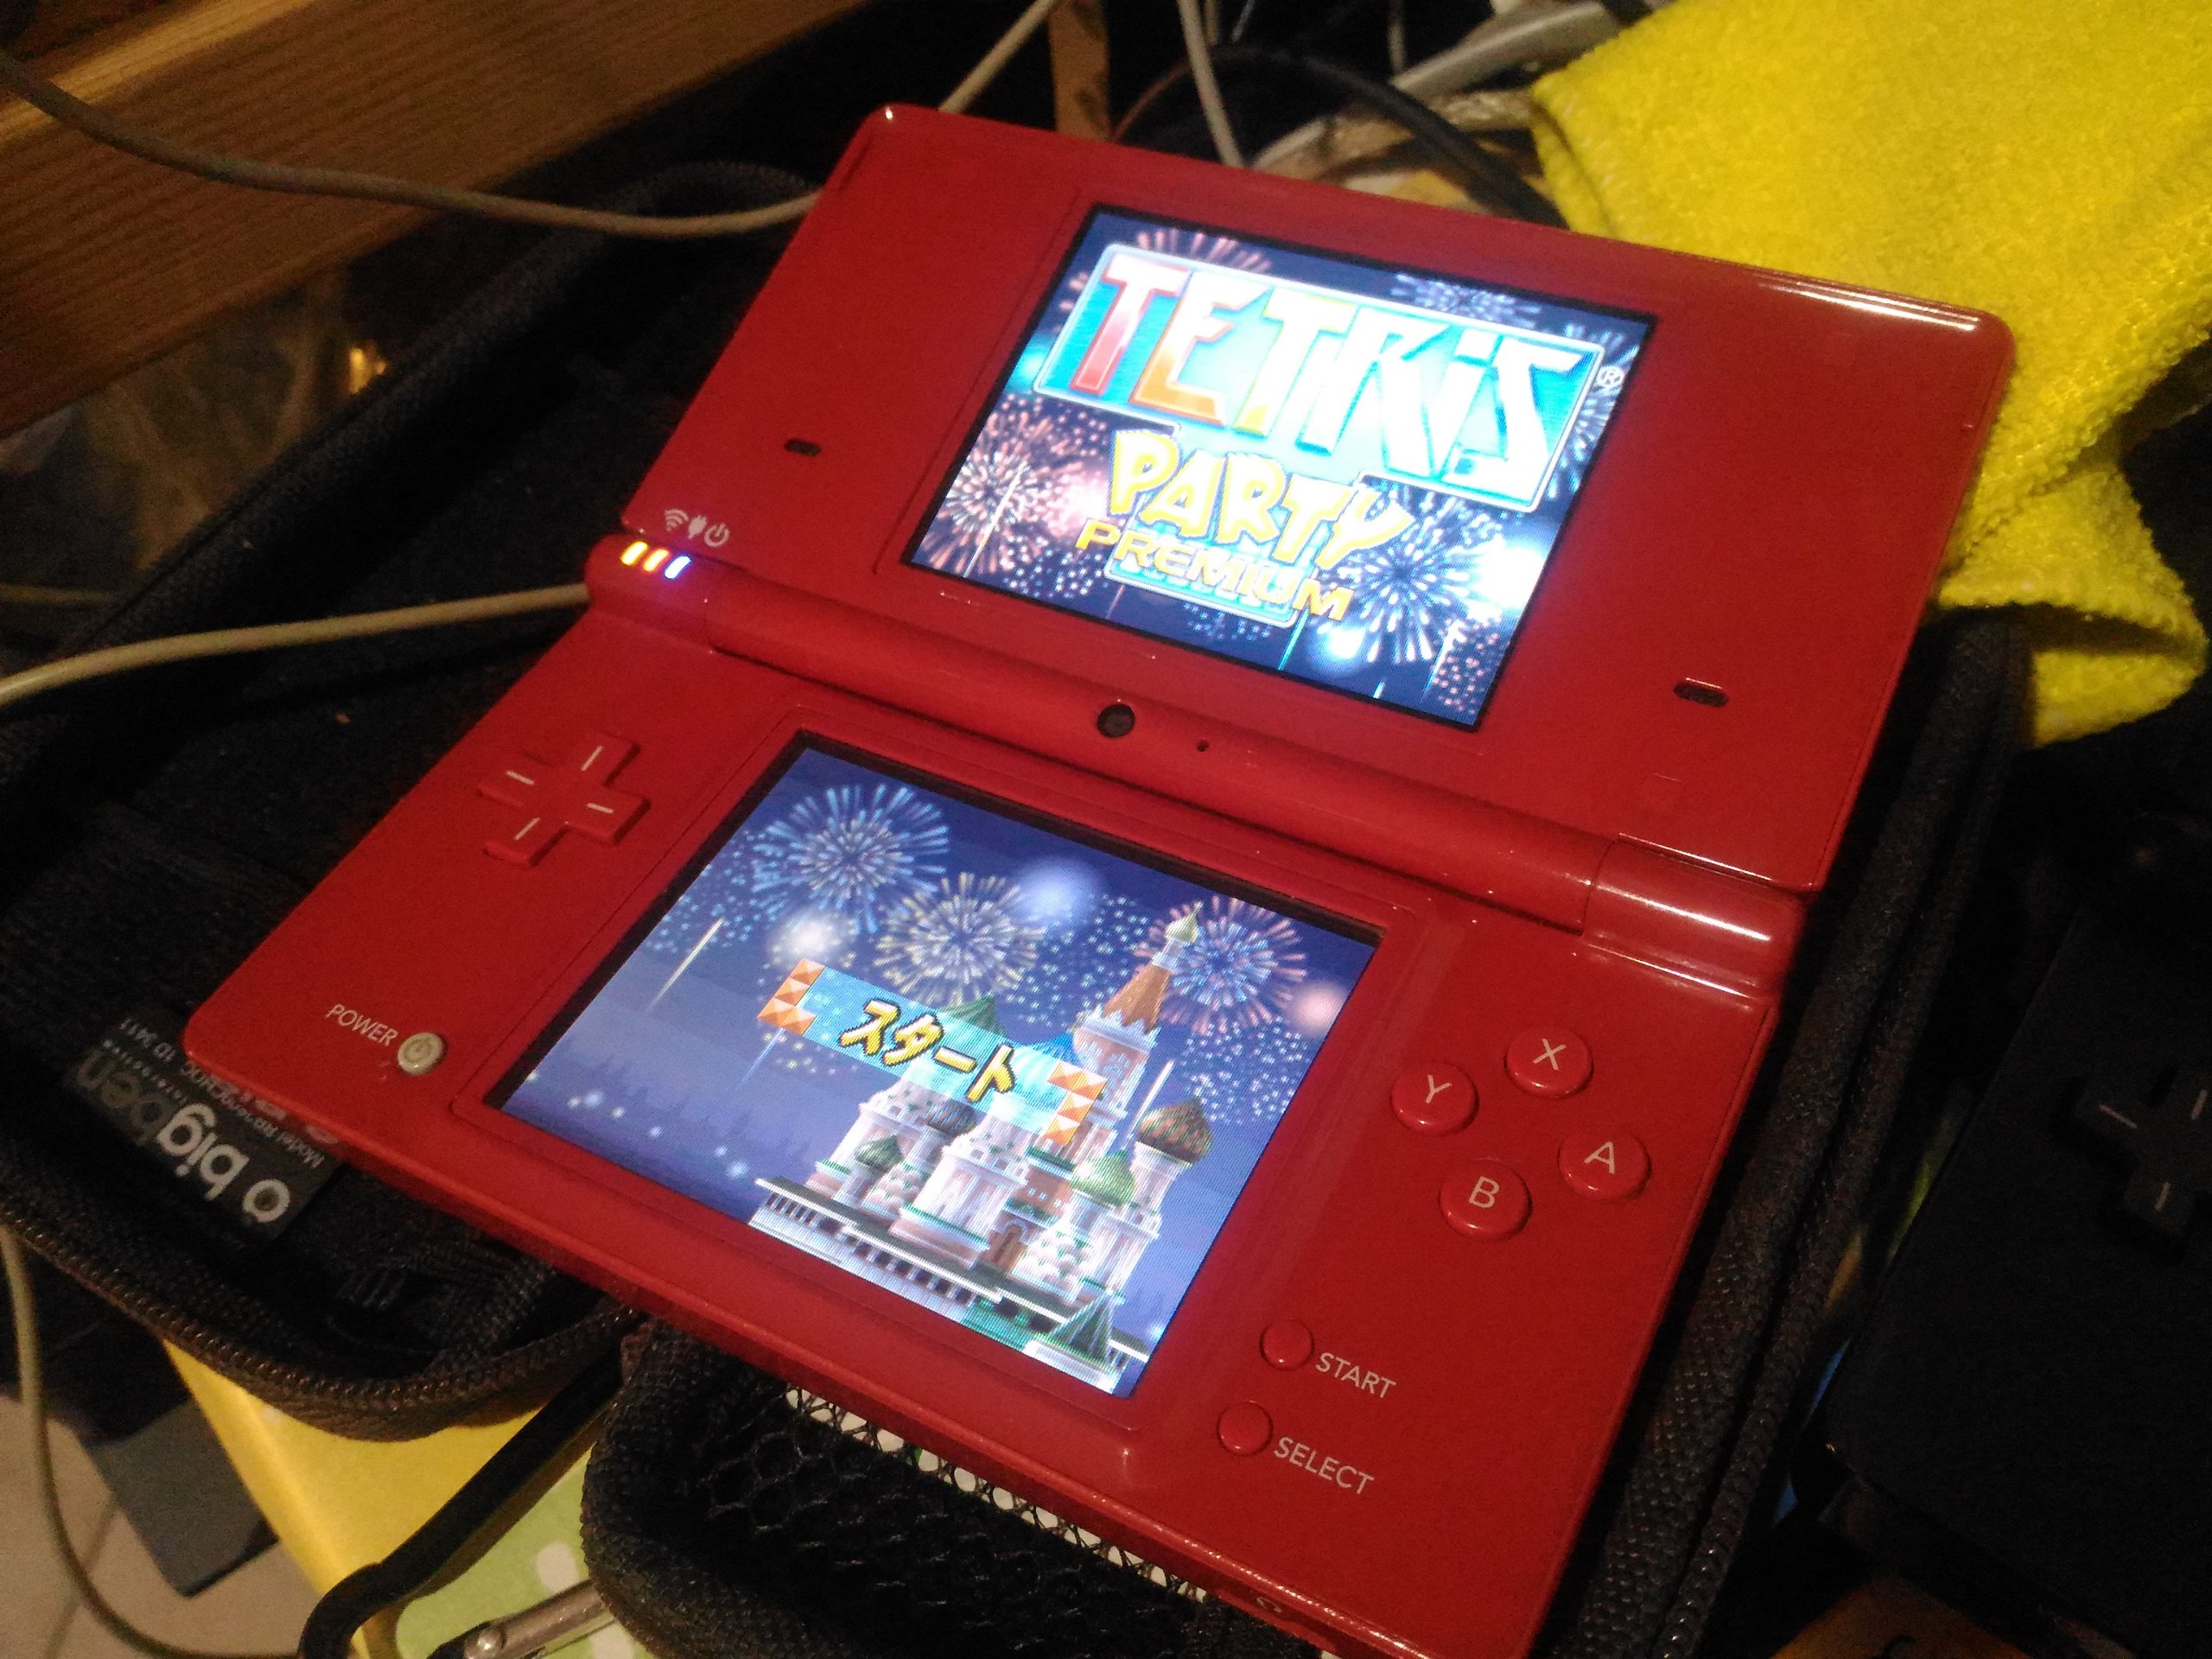 TETRiS®
PARTY
PREMIUM
スタート
POWER
X
Y
A
B
START
SELECT
bigben